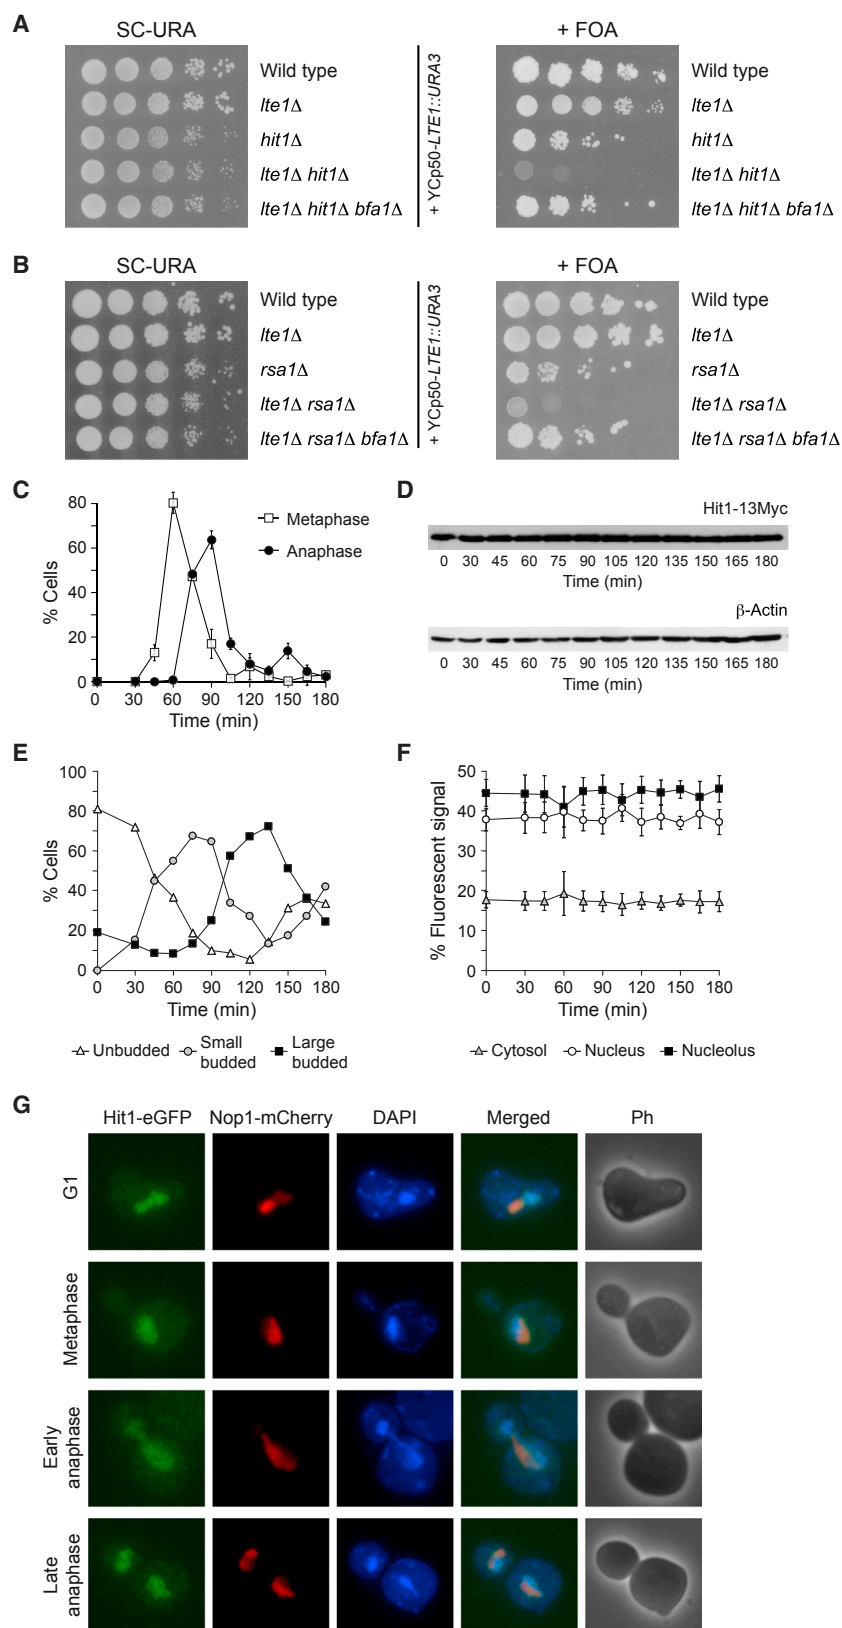 A
SC-URA
+ FOA
Wild type
lte1Δ
hit1Δ
lte1Δ hit1Δ
lte1Δ hit1Δ bfa1Δ
+ YCp50-LTE1::URA3
Wild type
lte1Δ
hit1Δ
lte1Δ hit1Δ
lte1Δ hit1Δ bfa1Δ
B
SC-URA
+ FOA
Wild type
lte1Δ
rsa1Δ
lte1Δ rsa1Δ
lte1Δ rsa1Δ bfa1Δ
+ YCp50-LTE1::URA3
Wild type
lte1Δ
rsa1Δ
lte1Δ rsa1Δ
lte1Δ rsa1Δ bfa1Δ
C
% Cells
80
60
40
20
0
0 30 60 90 120 150 180
Time (min)
Metaphase
Anaphase
D
Hit1-13Myc
0 30 45 60 75 90 105 120 135 150 165 180
Time (min)
β-Actin
0 30 45 60 75 90 105 120 135 150 165 180
Time (min)
E
% Cells
100
80
60
40
20
0
0 30 60 90 120 150 180
Time (min)
Unbudded
Small budded
Large budded
F
% Fluorescent signal
50
40
30
20
10
0
0 30 60 90 120 150 180
Time (min)
Cytosol
Nucleus
Nucleolus
G
Hit1-eGFP Nop1-mCherry DAPI Merged Ph
G1
Metaphase
Early anaphase
Late anaphase